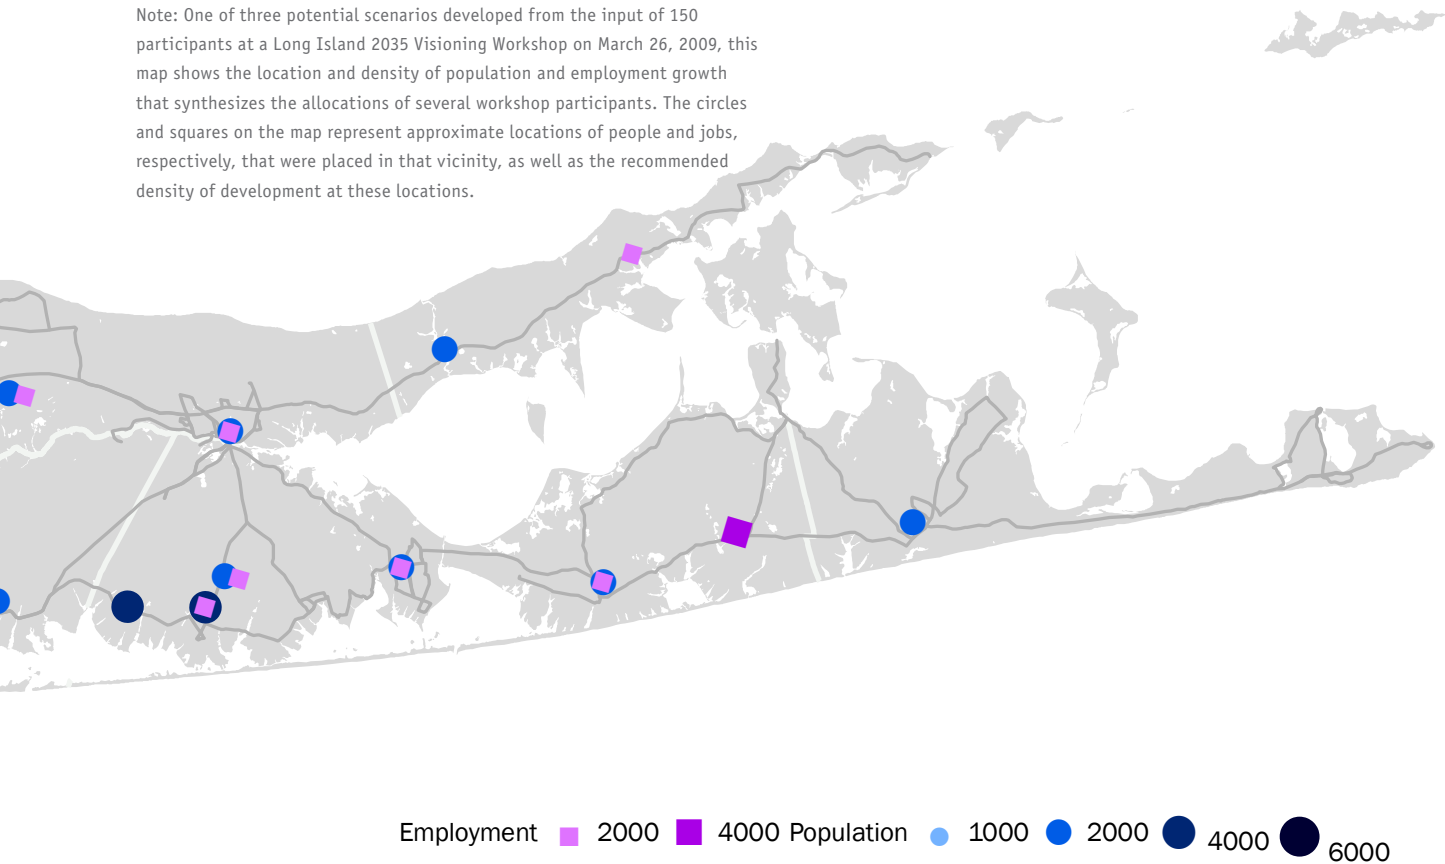 Note: One of three potential scenarios developed from the input of 150
participants at a Long Island 2035 Visioning Workshop on March 26, 2009, this
map shows the location and density of population and employment growth
that synthesizes the allocations of several workshop participants. The circles
and squares on the map represent approximate locations of people and jobs,
respectively, that were placed in that vicinity, as well as the recommended
density of development at these locations.
Employment 2000 4000 Population 1000 2000 4000 6000